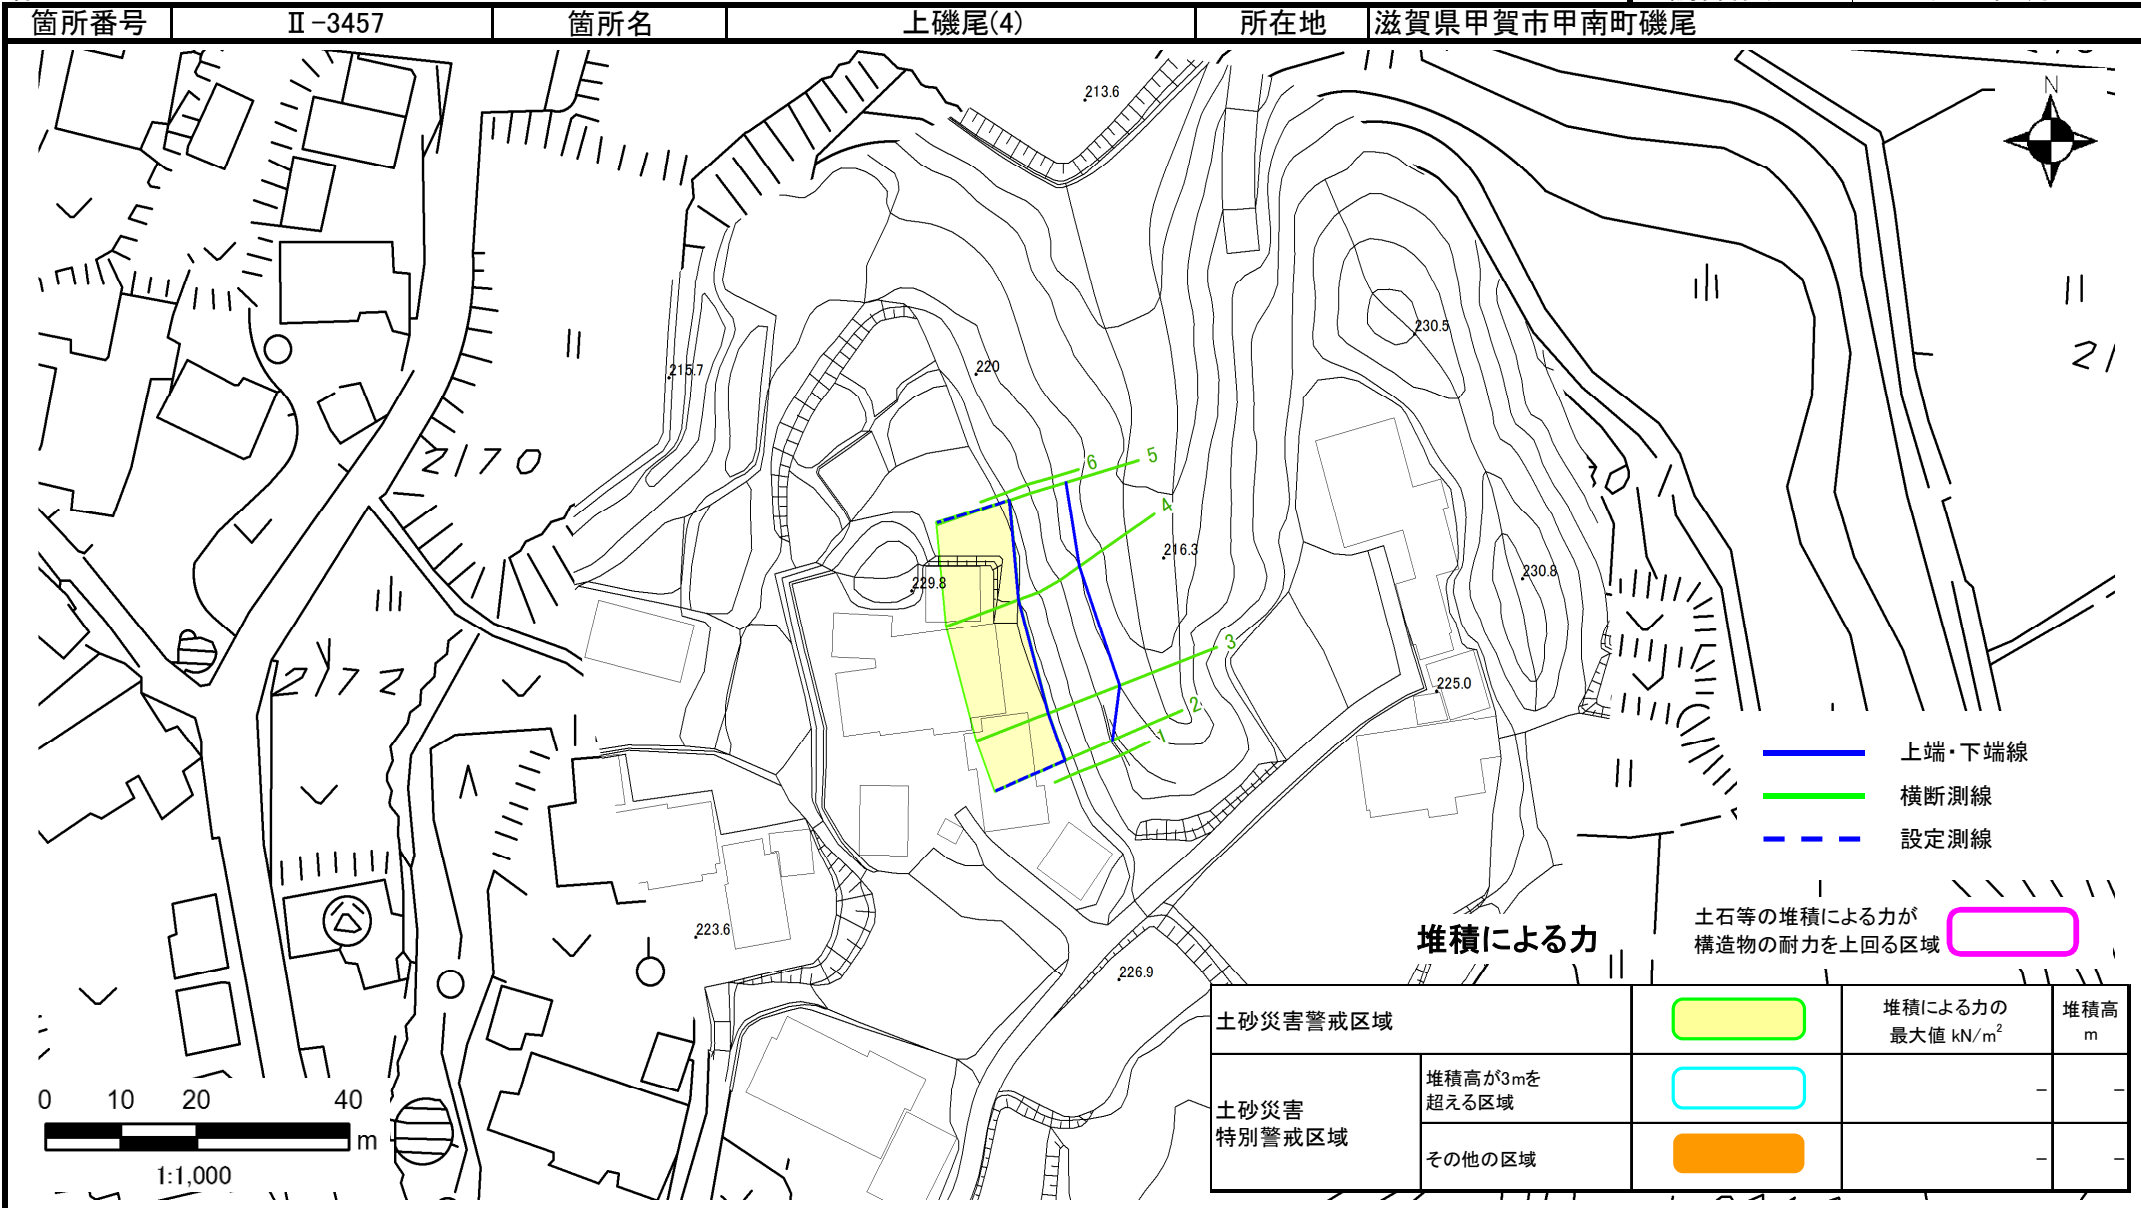 箇所番号 Ⅱ-3457 箇所名 上磯尾(4) 所在地 滋賀県甲賀市甲南町磯尾
N
213.6
230.5
215.7
220
2170
6 5
4
216.3
229.8
230.8
3
2172
225.0
2
1
上端・下端線
横断測線
設定測線
223.6
226.9
堆積による力
土石等の堆積による力が
構造物の耐力を上回る区域
土砂災害警戒区域
堆積による力の
最大値 kN/m²
堆積高
m
土砂災害
特別警戒区域
堆積高が3mを
超える区域
- -
その他の区域
- -
0 10 20 40
m
1:1,000